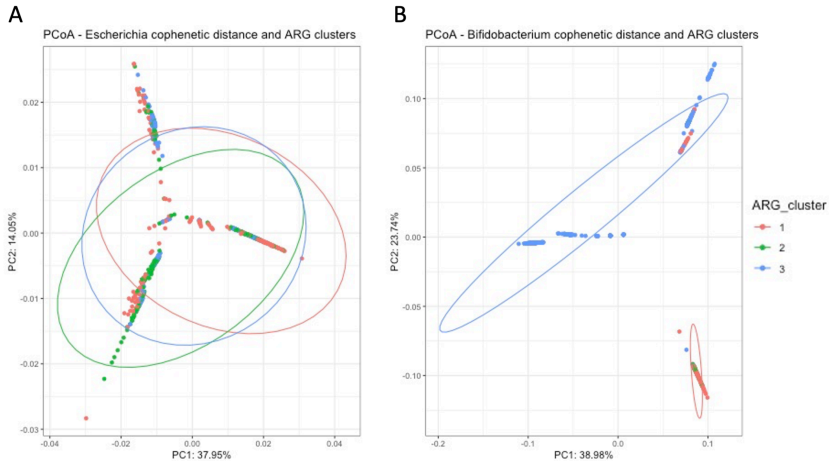 A
PCoA - Escherichia cophenetic distance and ARG clusters
PC2: 14.05%
0.02
0.01
0.00
-0.01
-0.02
-0.03
-0.04
-0.02
0.00
0.02
0.04
PC1: 37.95%
B
PCoA - Bifidobacterium cophenetic distance and ARG clusters
PC2: 23.74%
0.10
0.05
0.00
-0.05
-0.10
-0.2
-0.1
0.0
0.1
PC1: 38.98%
ARG_cluster
1
2
3